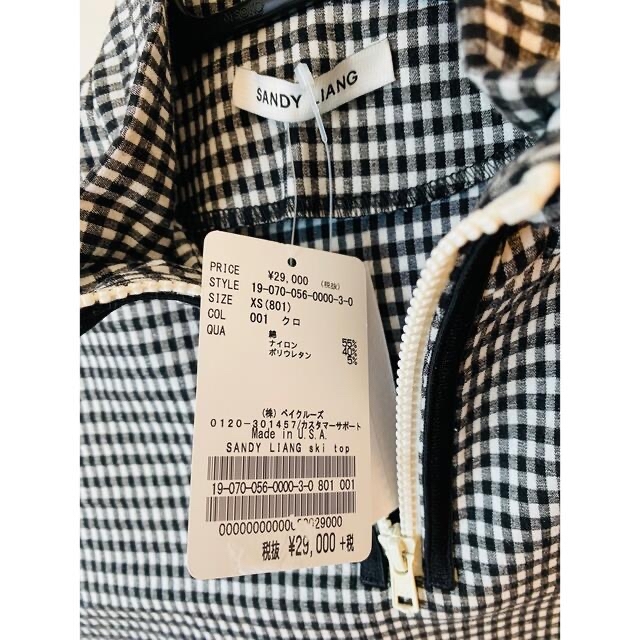 SANDY LIANG
PRICE ¥29,000 (税抜)
STYLE 19-070-056-0000-3-0
SIZE XS(801)
COL 001 クロ
QUA 綿 55%
ナイロン 40%
ポリウレタン 5%
(株) ベイクルーズ
0120-301457/カスタマーサポート
Made in U.S.A.
SANDY LIANG ski top
19-070-056-0000-3-0 801 001
税抜 ¥29,000 +税